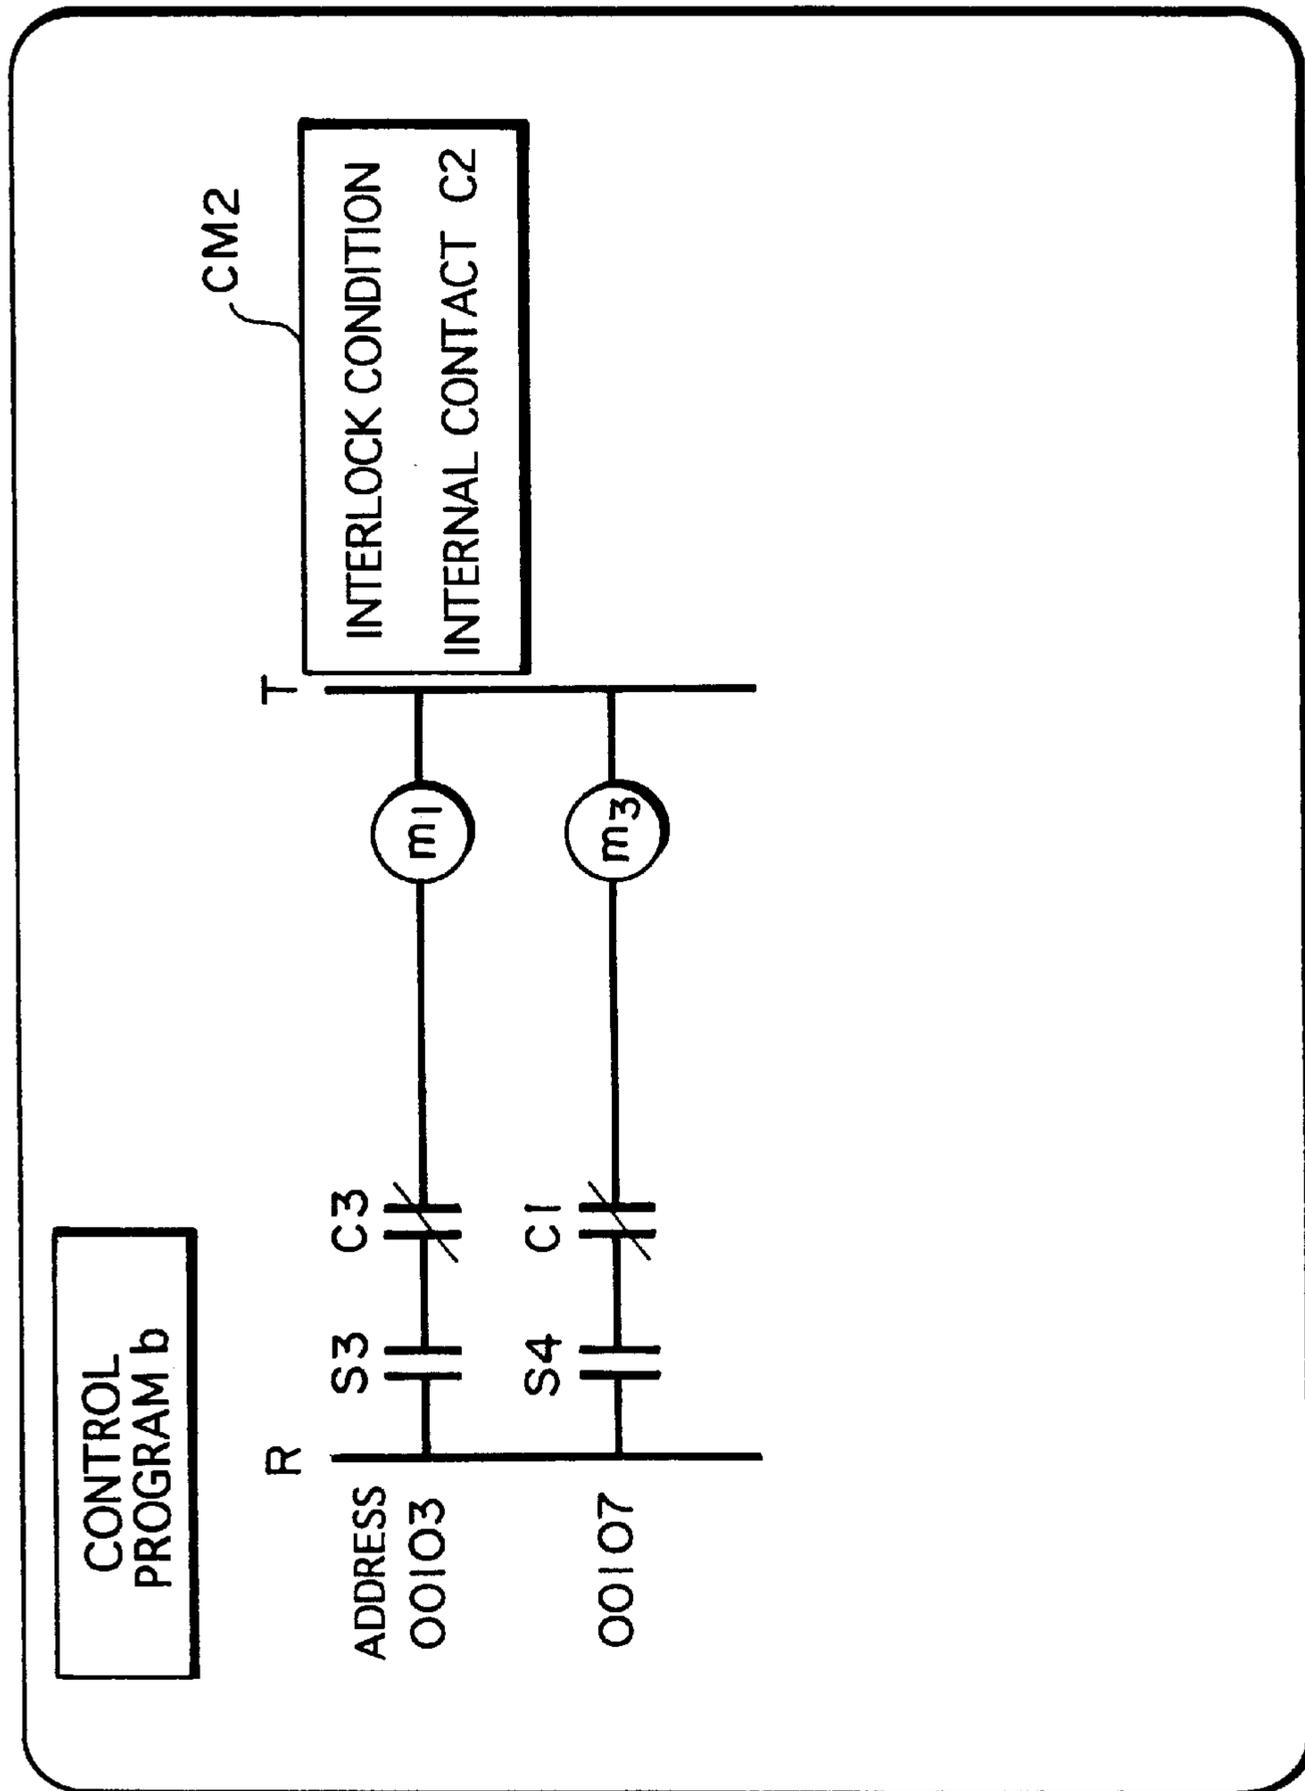 CONTROL
PROGRAM b
CM2
R
T
ADDRESS
00103
S3
C3
m1
INTERLOCK CONDITION
INTERNAL CONTACT C2
00107
S4
C1
m3